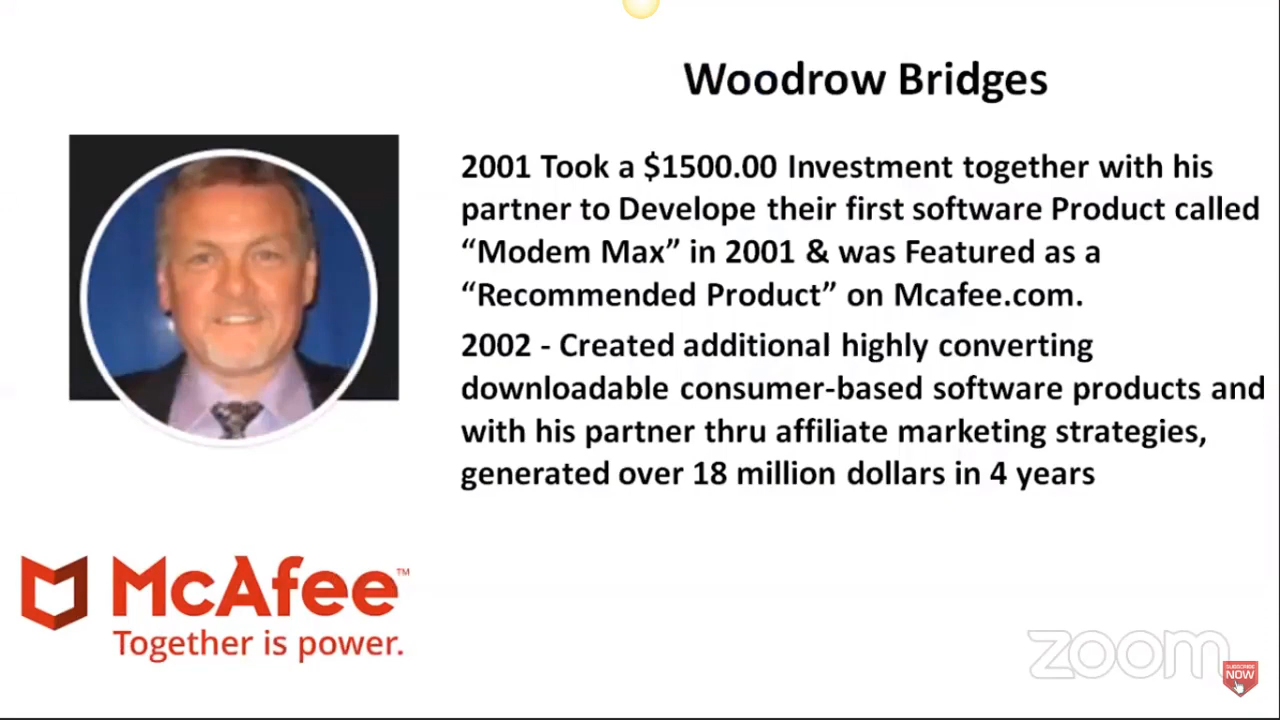 Woodrow Bridges
2001 Took a $1500.00 Investment together with his
partner to Develope their first software Product called
“Modem Max” in 2001 & was Featured as a
“Recommended Product” on Mcafee.com.
2002 - Created additional highly converting
downloadable consumer-based software products and
with his partner thru affiliate marketing strategies,
generated over 18 million dollars in 4 years
McAfee™
Together is power.
zoom
SUBSCRIBE
NOW